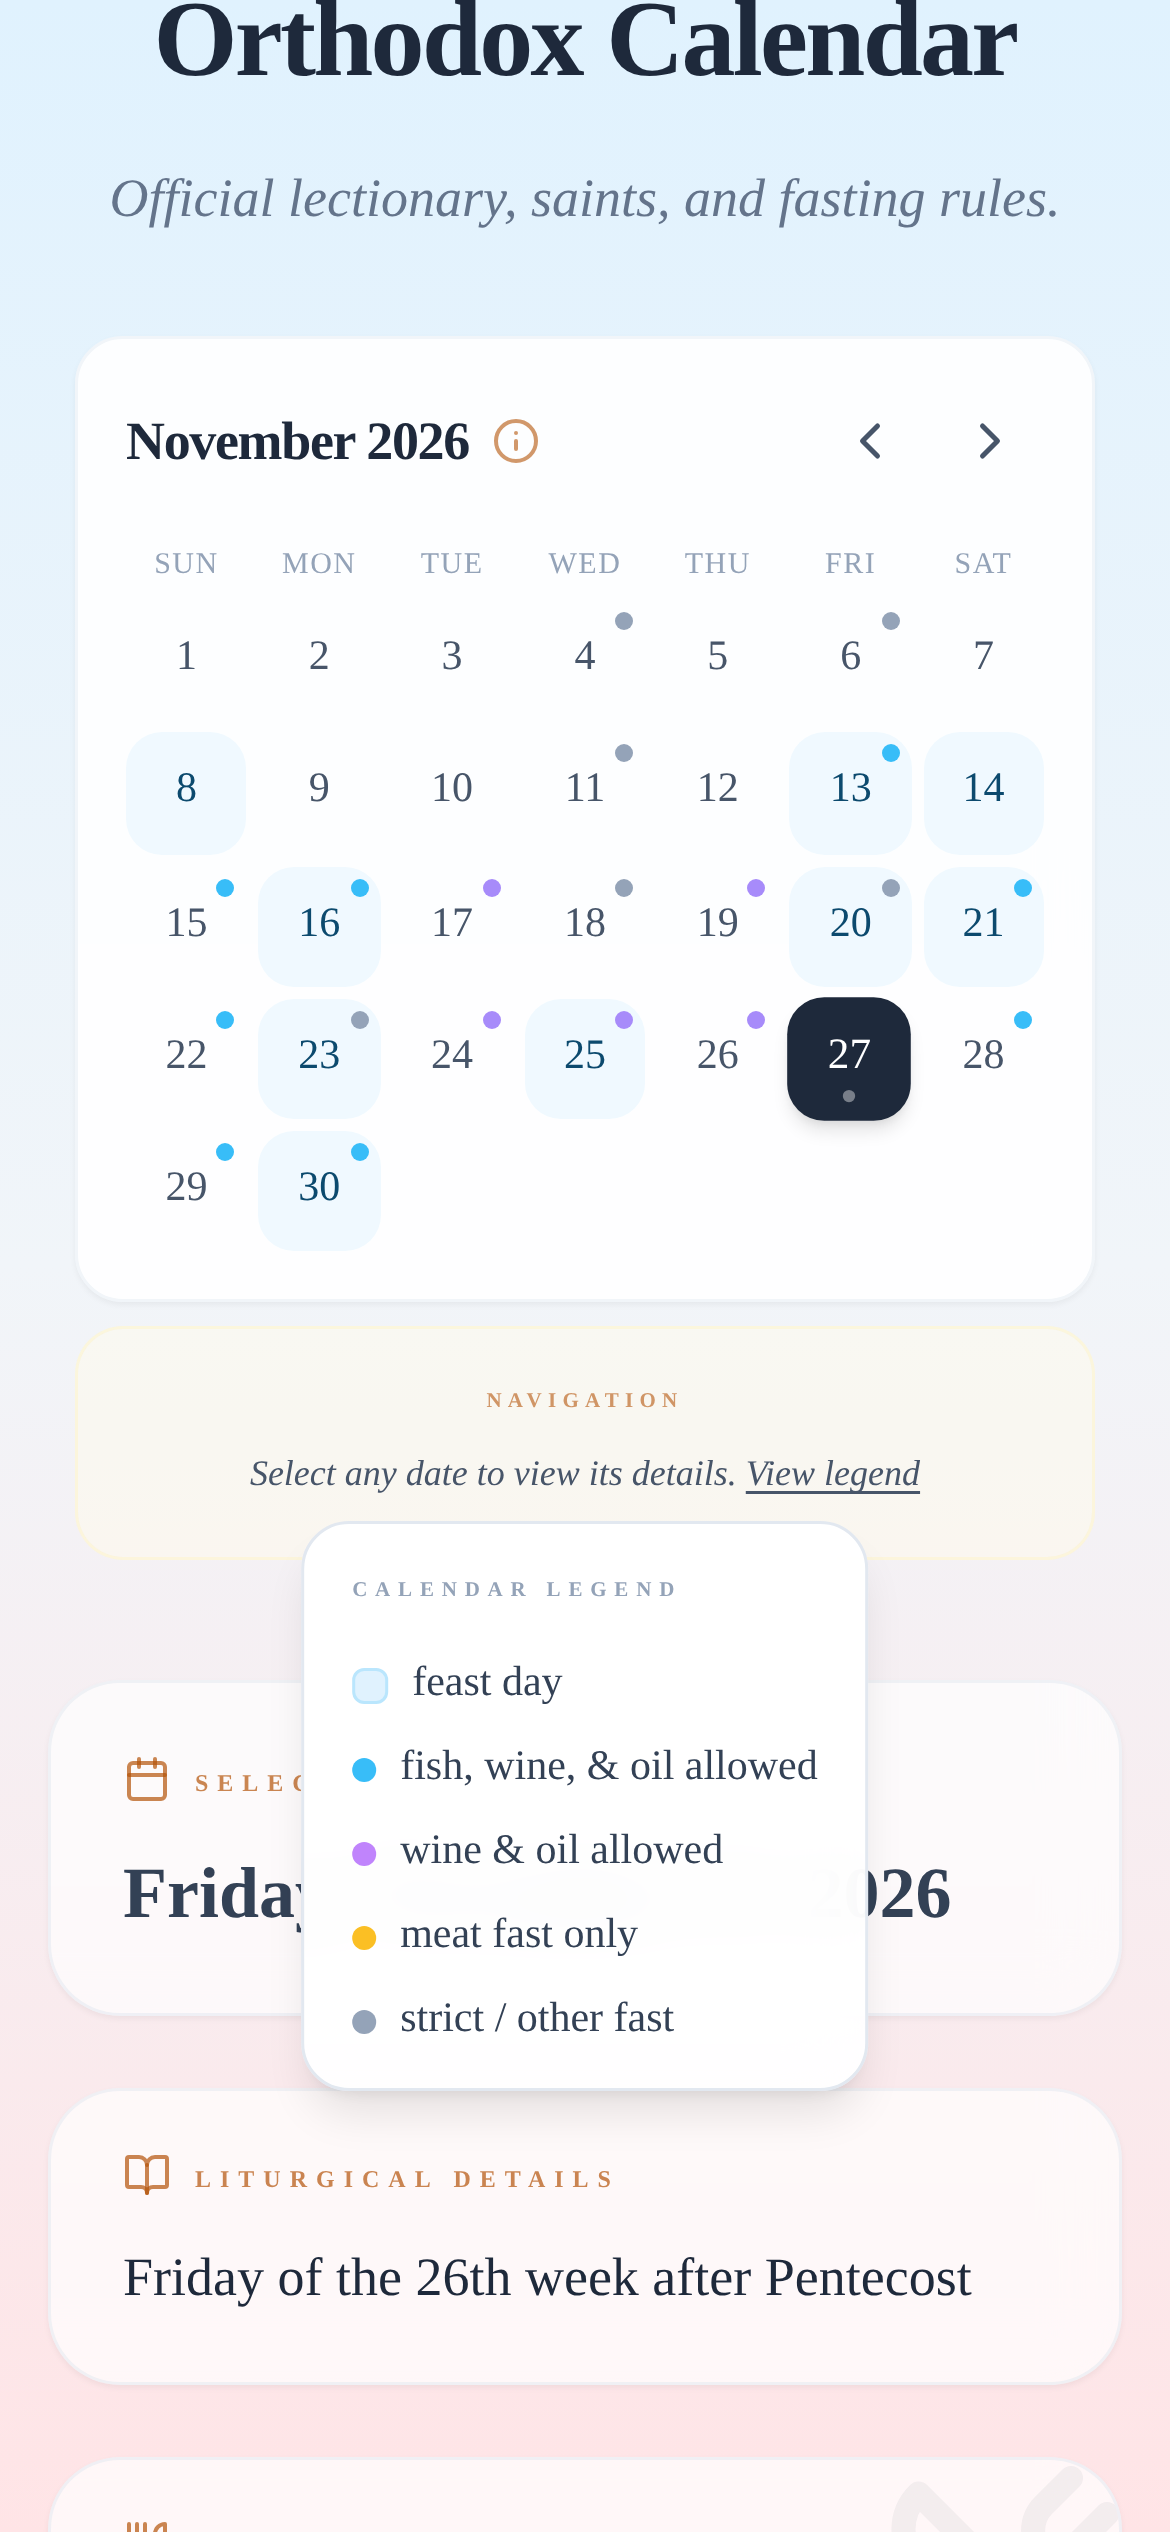 Orthodox Calendar
Official lectionary, saints, and fasting rules.
November 2026
SUN MON TUE WED THU FRI SAT
1 2 3 4 5 6 7
8 9 10 11 12 13 14
15 16 17 18 19 20 21
22 23 24 25 26 27 28
29 30
NAVIGATION
Select any date to view its details. View legend
CALENDAR LEGEND
feast day
fish, wine, & oil allowed
wine & oil allowed
meat fast only
strict / other fast
Friday 2026
LITURGICAL DETAILS
Friday of the 26th week after Pentecost